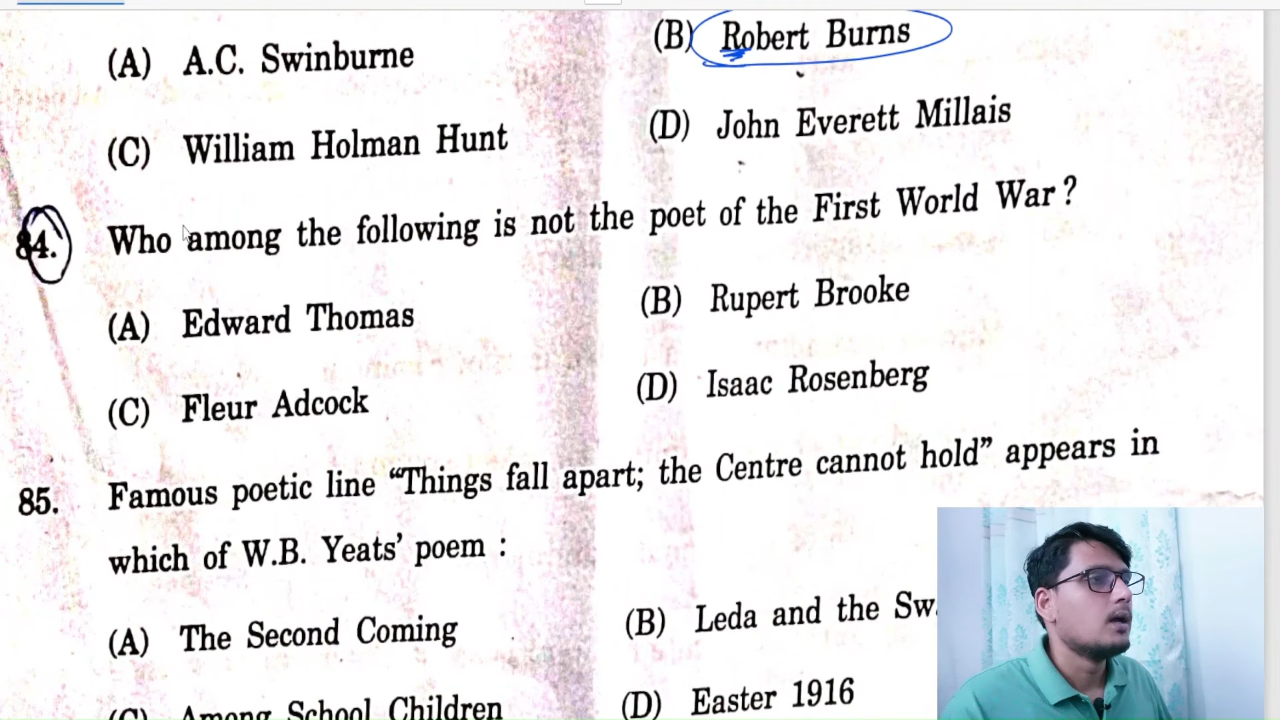 (A) A.C. Swinburne
(B) Robert Burns
(C) William Holman Hunt
(D) John Everett Millais
84. Who among the following is not the poet of the First World War ?
(A) Edward Thomas
(B) Rupert Brooke
(C) Fleur Adcock
(D) Isaac Rosenberg
85. Famous poetic line “Things fall apart; the Centre cannot hold” appears in
which of W.B. Yeats’ poem :
(A) The Second Coming
(B) Leda and the Sw
(C) Among School Children
(D) Easter 1916